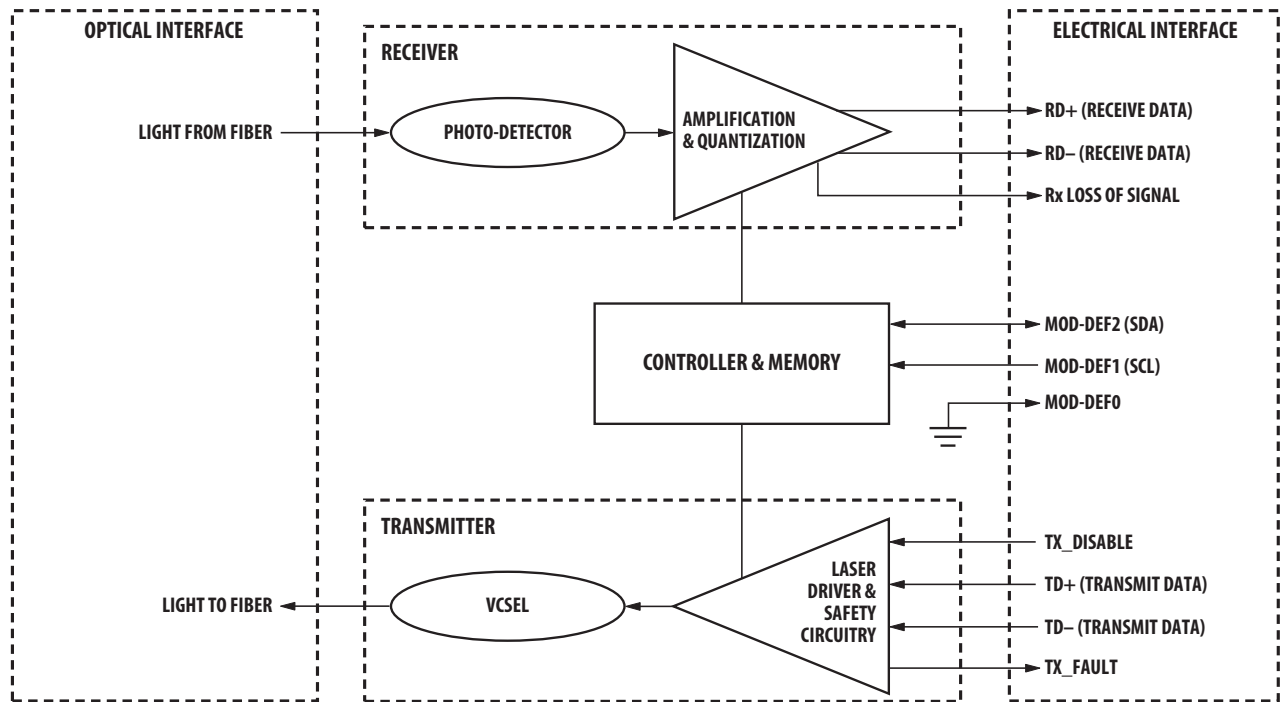 OPTICAL INTERFACE
ELECTRICAL INTERFACE
RECEIVER
LIGHT FROM FIBER
PHOTO-DETECTOR
AMPLIFICATION
& QUANTIZATION
RD+ (RECEIVE DATA)
RD– (RECEIVE DATA)
Rx LOSS OF SIGNAL
CONTROLLER & MEMORY
MOD-DEF2 (SDA)
MOD-DEF1 (SCL)
MOD-DEF0
TRANSMITTER
LIGHT TO FIBER
VCSEL
LASER
DRIVER &
SAFETY
CIRCUITRY
TX_DISABLE
TD+ (TRANSMIT DATA)
TD– (TRANSMIT DATA)
TX_FAULT